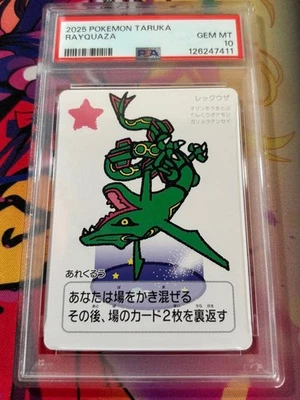 2025 POKEMON TARUKA
GEM MT
RAYQUAZA
10
PSA
126247411
レックウザ
あれくるう
あなたは場をかき混ぜる
その後、場のカード2枚を裏返す